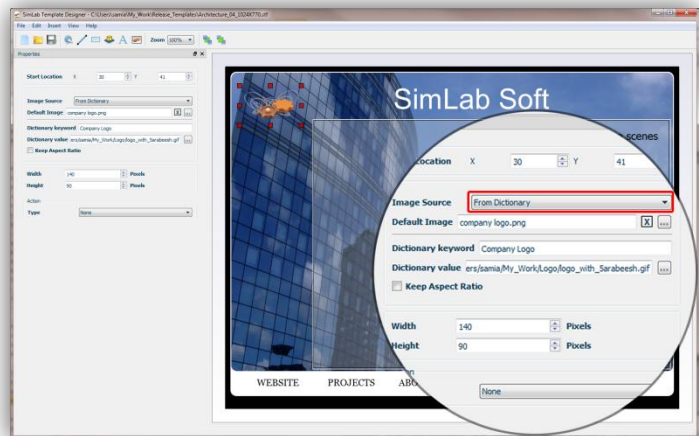 SimLab Template Designer - C:\Users\samia\My_Work\Release_Templates\Architecture_04_1024X770.stl
File Edit Insert View Help
Zoom 100%
Properties
Start Location X 30 Y 41
Image Source From Dictionary
Default Image company logo.png X ...
Dictionary keyword Company Logo
Dictionary value ers/samia/My_Work/Logo/logo_with_Sarabeesh.gif ...
Keep Aspect Ratio
Width 140 Pixels
Height 90 Pixels
Action
Type None
SimLab Soft
scenes
Location X 30 Y 41
Image Source From Dictionary
Default Image company logo.png X ...
Dictionary keyword Company Logo
Dictionary value ers/samia/My_Work/Logo/logo_with_Sarabeesh.gif ...
Keep Aspect Ratio
Width 140 Pixels
Height 90 Pixels
None
WEBSITE PROJECTS